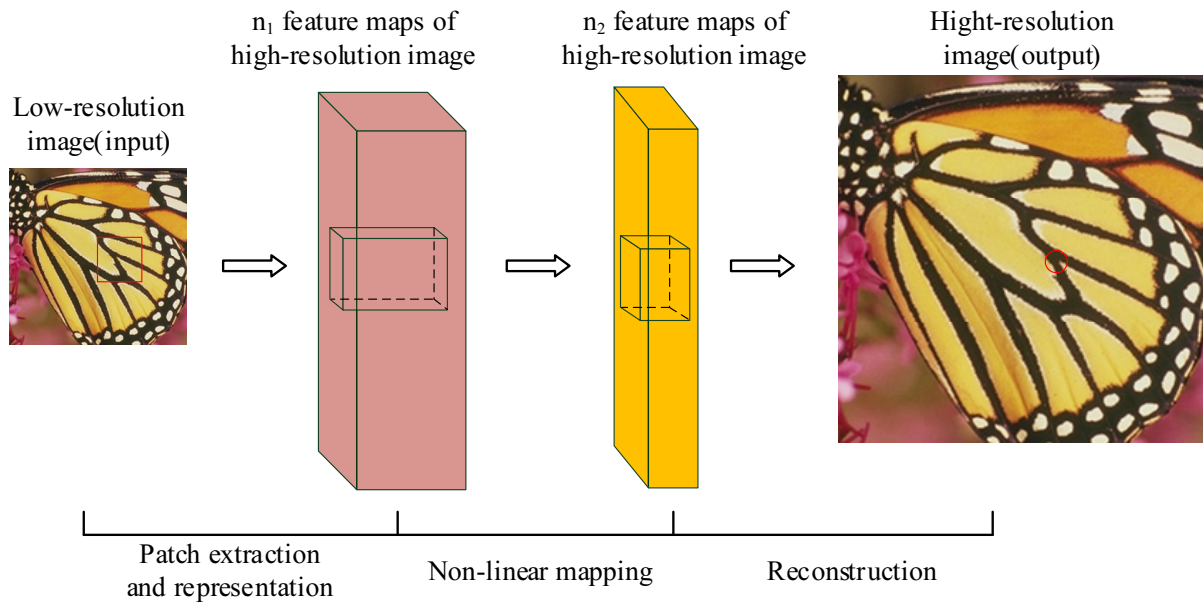 Low-resolution
image(input)
n₁ feature maps of
high-resolution image
n₂ feature maps of
high-resolution image
Hight-resolution
image(output)
Patch extraction
and representation
Non-linear mapping
Reconstruction